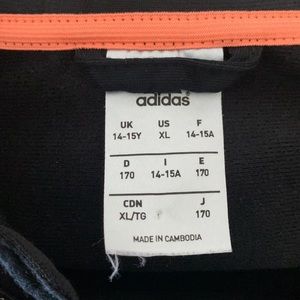 adidas
UK US F
14-15Y XL 14-15A
D I E
170 14-15A 170
CDN J
XL/TG 170
MADE IN CAMBODIA